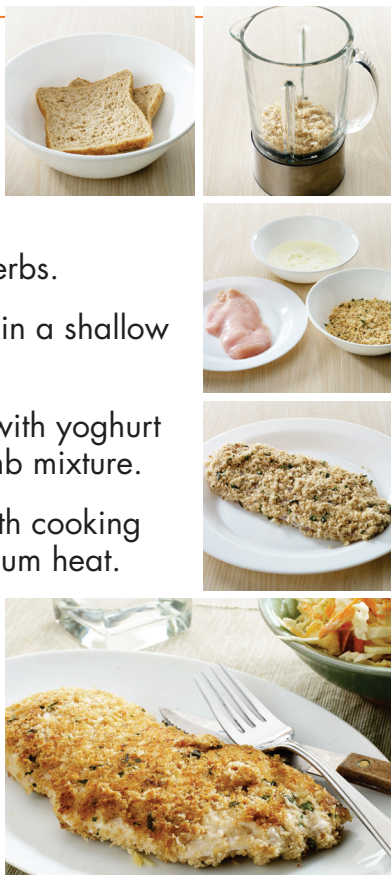 erbs.
in a shallow
with yoghurt
mb mixture.
th cooking
um heat.